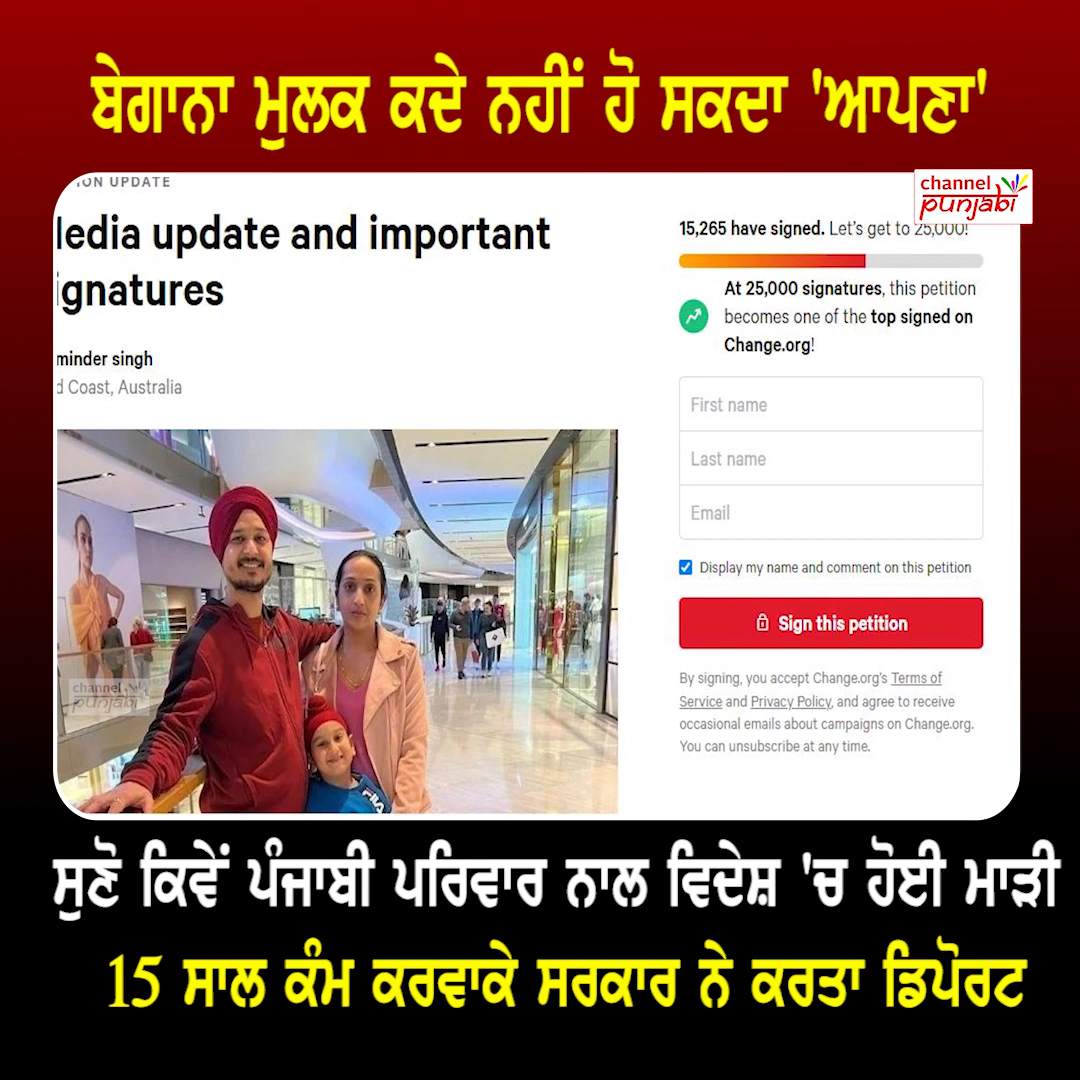 ਬੇਗਾਨਾ ਮੁਲਕ ਕਦੇ ਨਹੀਂ ਹੋ ਸਕਦਾ 'ਆਪਣਾ'
channel
punjabi
ION UPDATE
ledia update and important
ignatures
minder singh
d Coast, Australia
15,265 have signed. Let's get to 25,000!
At 25,000 signatures, this petition
becomes one of the top signed on
Change.org!
First name
Last name
Email
Display my name and comment on this petition
Sign this petition
By signing, you accept Change.org's Terms of
Service and Privacy Policy, and agree to receive
occasional emails about campaigns on Change.org.
You can unsubscribe at any time.
channel
punjabi
FILA
ਸੁਣੋ ਕਿਵੇਂ ਪੰਜਾਬੀ ਪਰਿਵਾਰ ਨਾਲ ਵਿਦੇਸ਼ 'ਚ ਹੋਈ ਮਾੜੀ
15 ਸਾਲ ਕੰਮ ਕਰਵਾਕੇ ਸਰਕਾਰ ਨੇ ਕਰਤਾ ਡਿਪੋਰਟ